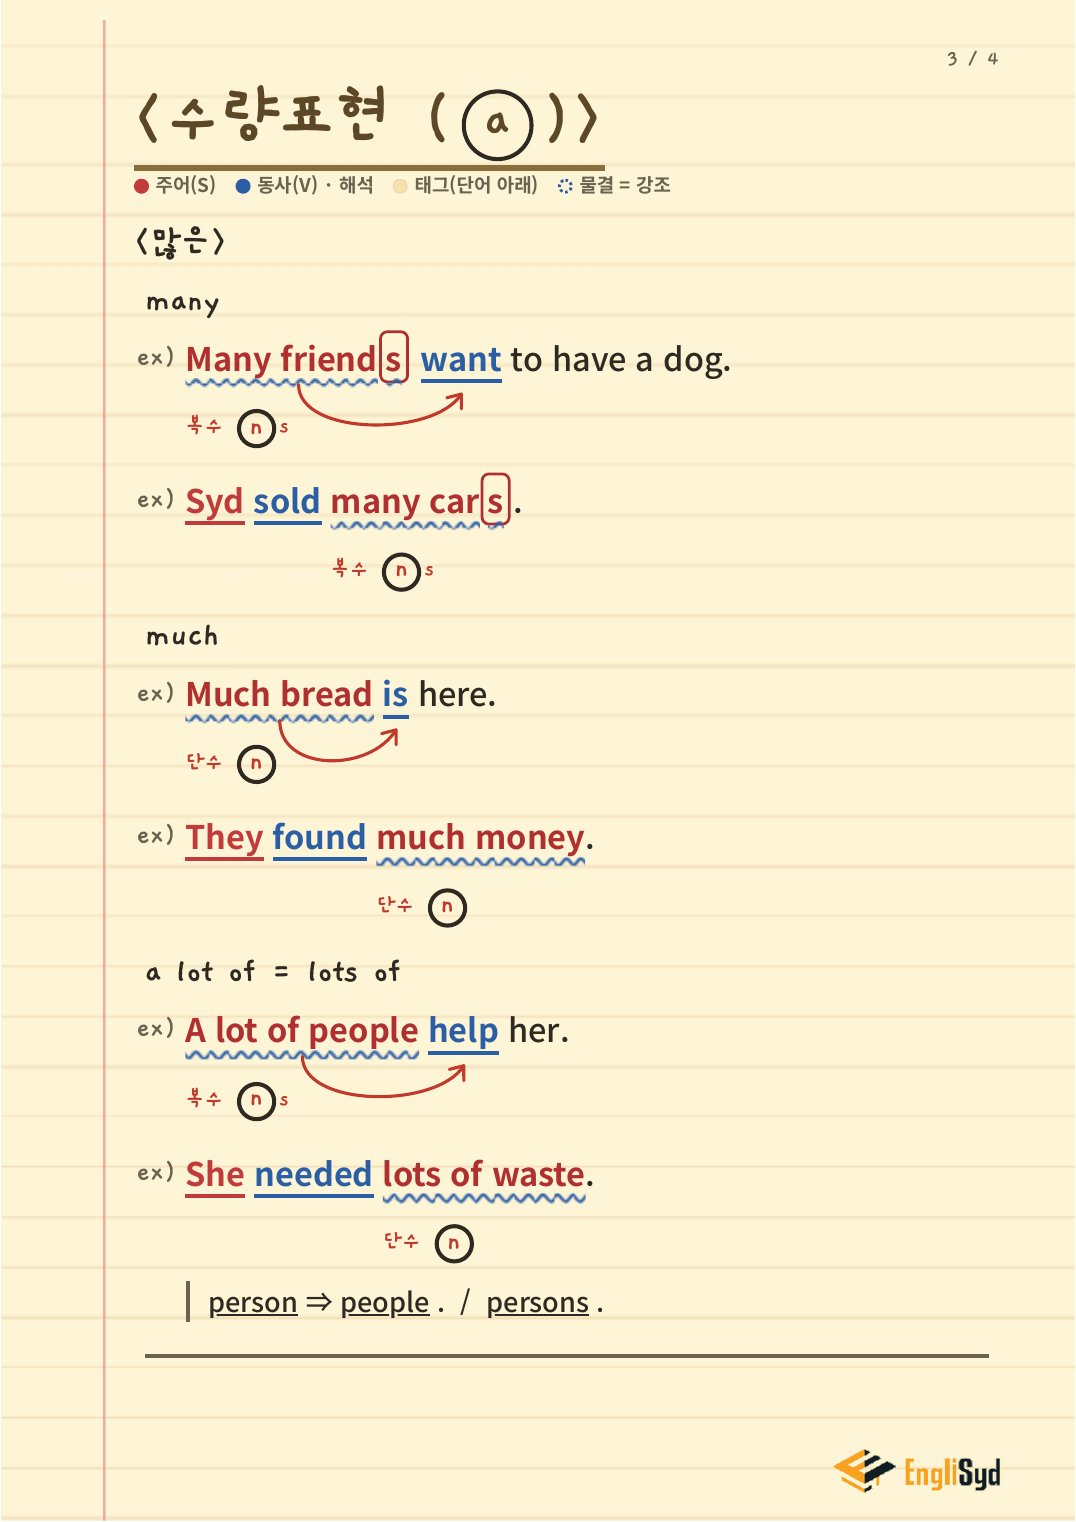 3 / 4
<수량표현 (ⓐ)>
주어(S) 동사(V) · 해석 태그(단어 아래) 물결 = 강조
<많은>
many
ex) Many friends want to have a dog.
복수 ⓝs
ex) Syd sold many cars.
복수 ⓝs
much
ex) Much bread is here.
단수 ⓝ
ex) They found much money.
단수 ⓝ
a lot of = lots of
ex) A lot of people help her.
복수 ⓝs
ex) She needed lots of waste.
단수 ⓝ
person ⇒ people . / persons .
EngliSyd